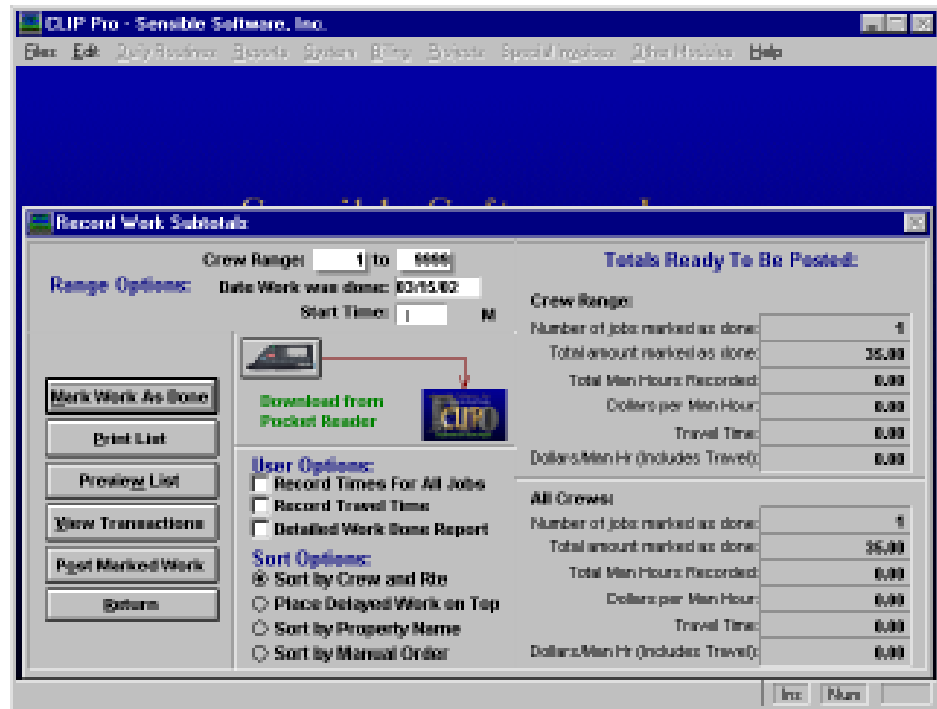 CLIP Pro - Sensible Software, Inc.
Files Edit Daily Routines Reports System Billing Projects Special Invoices Other Modules Help
Record Work Subtotals
Crew Range: 1 to 9999
Range Options:
Date Work was done: 03/15/02
Start Time: : M
Totals Ready To Be Posted:
Crew Range:
Number of jobs marked as done: 1
Total amount marked as done: 35.00
Total Man Hours Recorded: 0.00
Dollars per Man Hour: 0.00
Travel Time: 0.00
Dollars/Man Hr (Includes Travel): 0.00
Mark Work As Done
Print List
Preview List
View Transactions
Post Marked Work
Return
Download from
Pocket Reader
CLIP
User Options:
Record Times For All Jobs
Record Travel Time
Detailed Work Done Report
Sort Options:
Sort by Crew and Rte
Place Delayed Work on Top
Sort by Property Name
Sort by Manual Order
All Crews:
Number of jobs marked as done: 1
Total amount marked as done: 35.00
Total Man Hours Recorded: 0.00
Dollars per Man Hour: 0.00
Travel Time: 0.00
Dollars/Man Hr (Includes Travel): 0.00
Ins Num